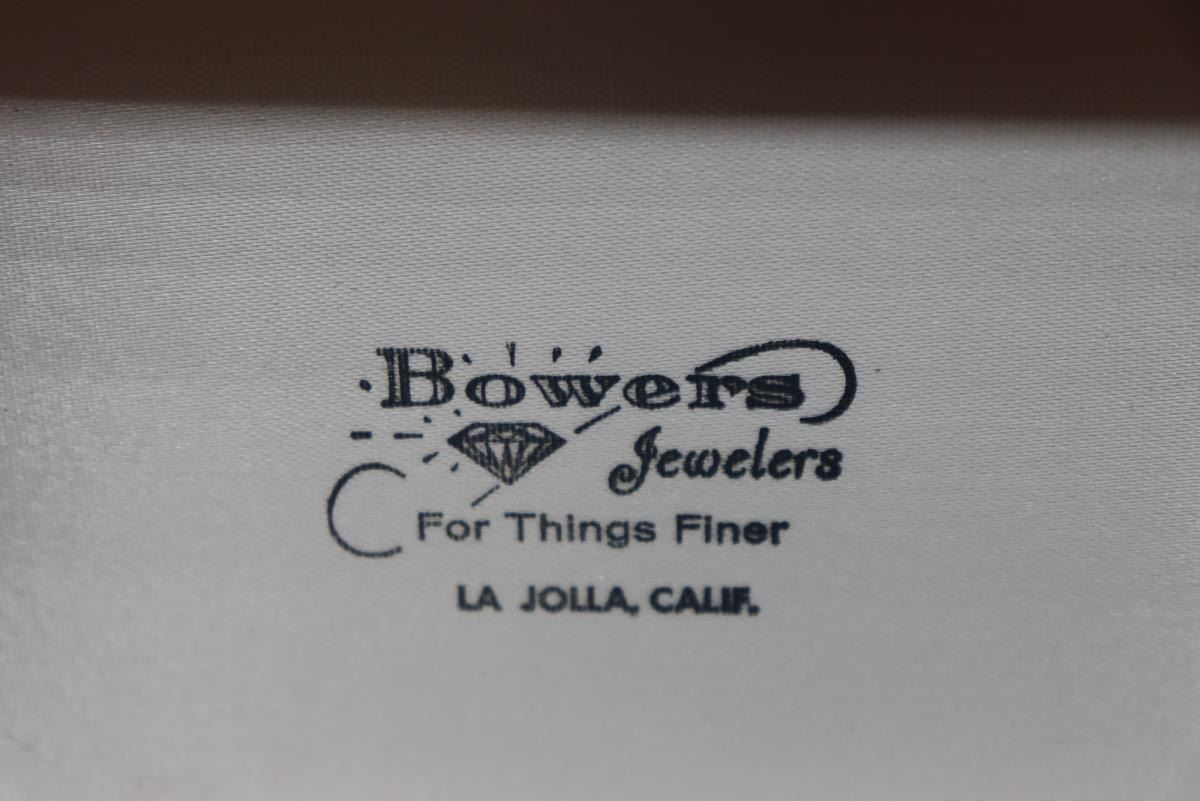 Bowers
Jewelers
For Things Finer
LA JOLLA, CALIF.